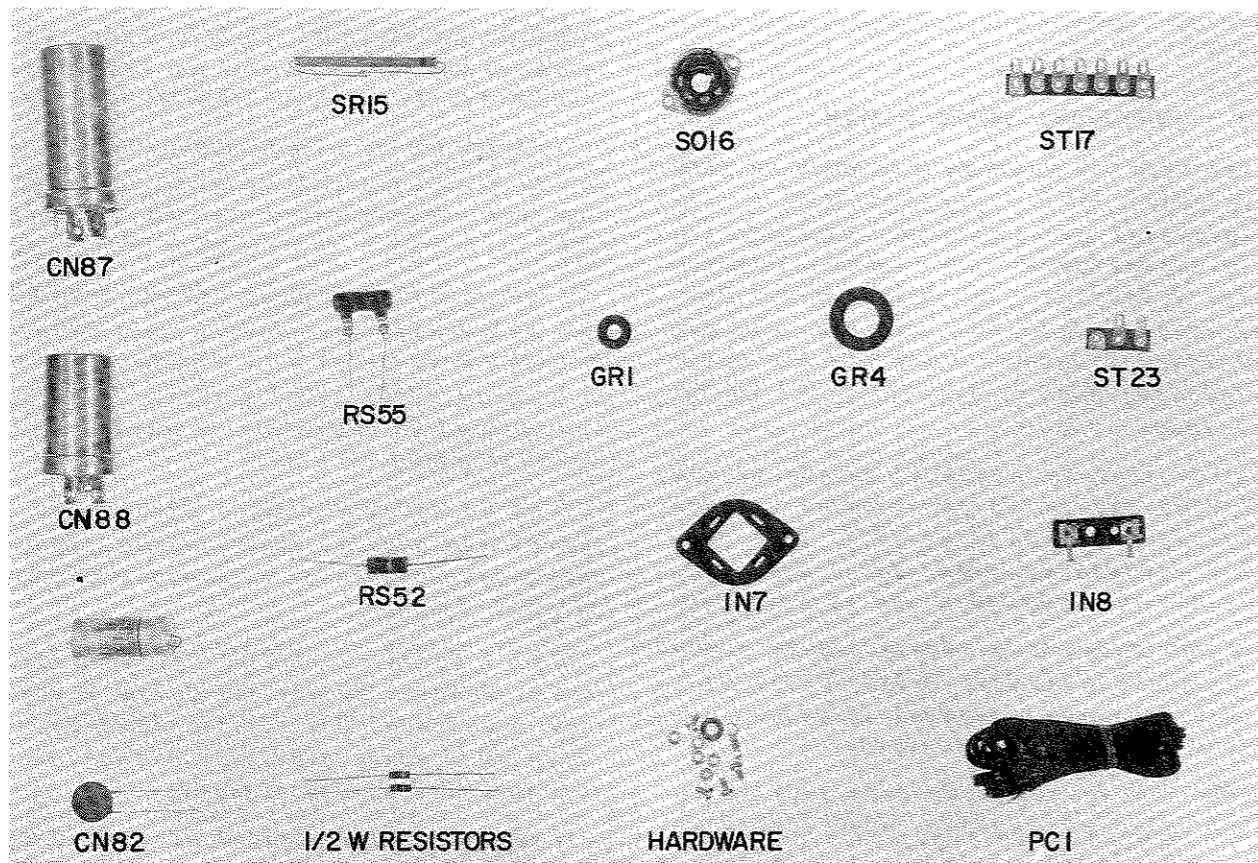 SR15
SO16
ST17
CN87
GR1
GR4
ST23
RS55
CN88
RS52
IN7
IN8
CN82
1/2 W RESISTORS
HARDWARE
PC1